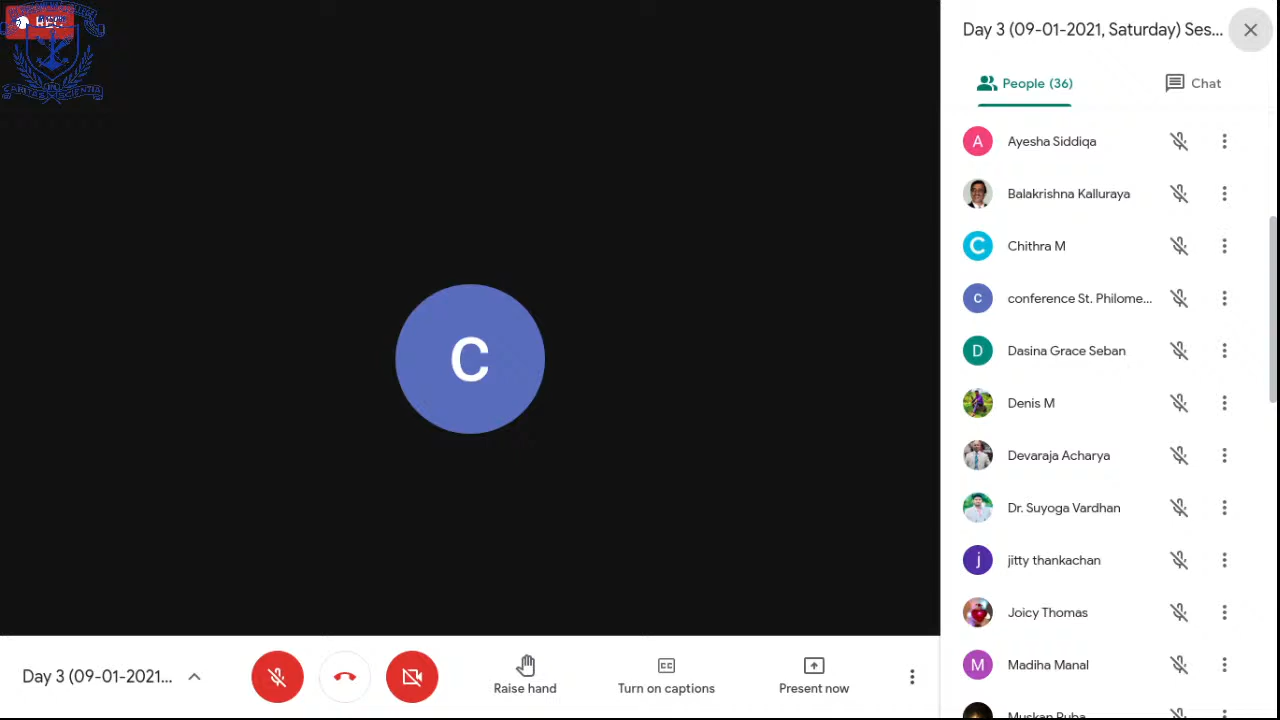 Day 3 (09-01-2021, Saturday) Ses...
People (36)
Chat
A
Ayesha Siddiqa
Balakrishna Kalluraya
C
Chithra M
c
conference St. Philome...
D
Dasina Grace Seban
Denis M
Devaraja Acharya
Dr. Suyoga Vardhan
j
jitty thankachan
Joicy Thomas
M
Madiha Manal
C
Day 3 (09-01-2021...
Raise hand
CC
Turn on captions
Present now